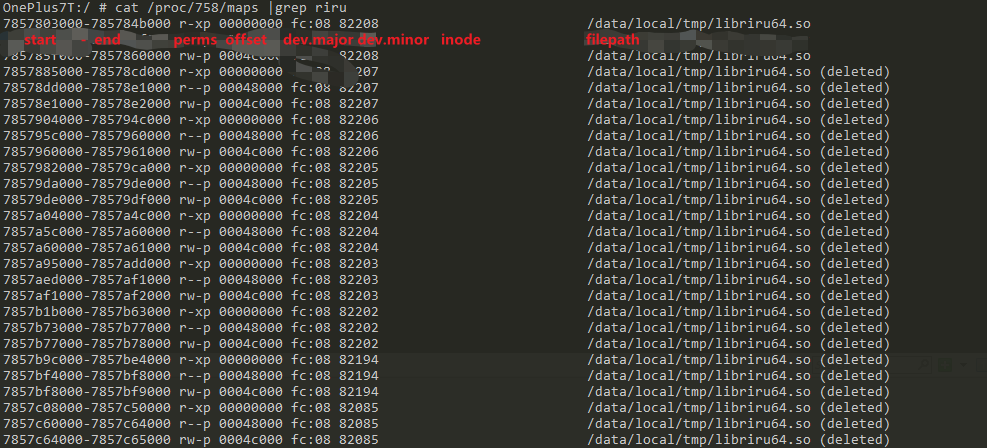 OnePlus7T:/ # cat /proc/758/maps |grep riru
7857803000-785784b000 r-xp 00000000 fc:08 82208 /data/local/tmp/libriru64.so
start - end perms offset dev.major dev.minor inode filepath
785785f000-7857860000 rw-p 0004c000 82208 /data/local/tmp/libriru64.so
7857885000-78578cd000 r-xp 00000000 82207 /data/local/tmp/libriru64.so (deleted)
78578dd000-78578e1000 r--p 00048000 fc:08 82207 /data/local/tmp/libriru64.so (deleted)
78578e1000-78578e2000 rw-p 0004c000 fc:08 82207 /data/local/tmp/libriru64.so (deleted)
7857904000-785794c000 r-xp 00000000 fc:08 82206 /data/local/tmp/libriru64.so (deleted)
785795c000-7857960000 r--p 00048000 fc:08 82206 /data/local/tmp/libriru64.so (deleted)
7857960000-7857961000 rw-p 0004c000 fc:08 82206 /data/local/tmp/libriru64.so (deleted)
7857982000-78579ca000 r-xp 00000000 fc:08 82205 /data/local/tmp/libriru64.so (deleted)
78579da000-78579de000 r--p 00048000 fc:08 82205 /data/local/tmp/libriru64.so (deleted)
78579de000-78579df000 rw-p 0004c000 fc:08 82205 /data/local/tmp/libriru64.so (deleted)
7857a04000-7857a4c000 r-xp 00000000 fc:08 82204 /data/local/tmp/libriru64.so (deleted)
7857a5c000-7857a60000 r--p 00048000 fc:08 82204 /data/local/tmp/libriru64.so (deleted)
7857a60000-7857a61000 rw-p 0004c000 fc:08 82204 /data/local/tmp/libriru64.so (deleted)
7857a95000-7857add000 r-xp 00000000 fc:08 82203 /data/local/tmp/libriru64.so (deleted)
7857aed000-7857af1000 r--p 00048000 fc:08 82203 /data/local/tmp/libriru64.so (deleted)
7857af1000-7857af2000 rw-p 0004c000 fc:08 82203 /data/local/tmp/libriru64.so (deleted)
7857b1b000-7857b63000 r-xp 00000000 fc:08 82202 /data/local/tmp/libriru64.so (deleted)
7857b73000-7857b77000 r--p 00048000 fc:08 82202 /data/local/tmp/libriru64.so (deleted)
7857b77000-7857b78000 rw-p 0004c000 fc:08 82202 /data/local/tmp/libriru64.so (deleted)
7857b9c000-7857be4000 r-xp 00000000 fc:08 82194 /data/local/tmp/libriru64.so (deleted)
7857bf4000-7857bf8000 r--p 00048000 fc:08 82194 /data/local/tmp/libriru64.so (deleted)
7857bf8000-7857bf9000 rw-p 0004c000 fc:08 82194 /data/local/tmp/libriru64.so (deleted)
7857c08000-7857c50000 r-xp 00000000 fc:08 82085 /data/local/tmp/libriru64.so (deleted)
7857c60000-7857c64000 r--p 00048000 fc:08 82085 /data/local/tmp/libriru64.so (deleted)
7857c64000-7857c65000 rw-p 0004c000 fc:08 82085 /data/local/tmp/libriru64.so (deleted)